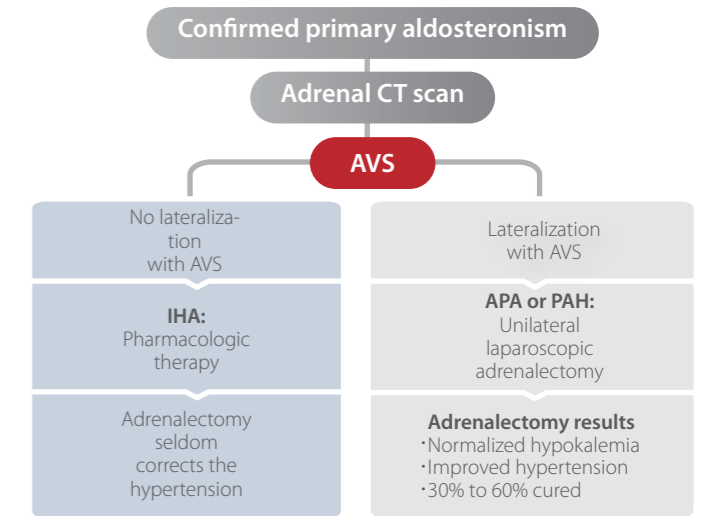 Confirmed primary aldosteronism
Adrenal CT scan
AVS
No lateraliza-
tion
with AVS
IHA:
Pharmacologic
therapy
Adrenalectomy
seldom
corrects the
hypertension
Lateralization
with AVS
APA or PAH:
Unilateral
laparoscopic
adrenalectomy
Adrenalectomy results
·Normalized hypokalemia
·Improved hypertension
·30% to 60% cured